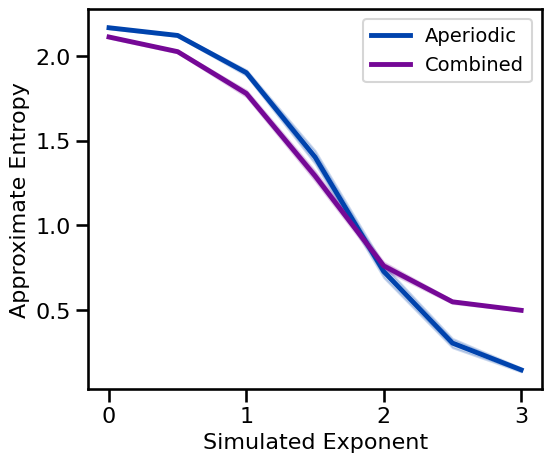 Aperiodic
Combined
Approximate Entropy
2.0
1.5
1.0
0.5
0 1 2 3
Simulated Exponent